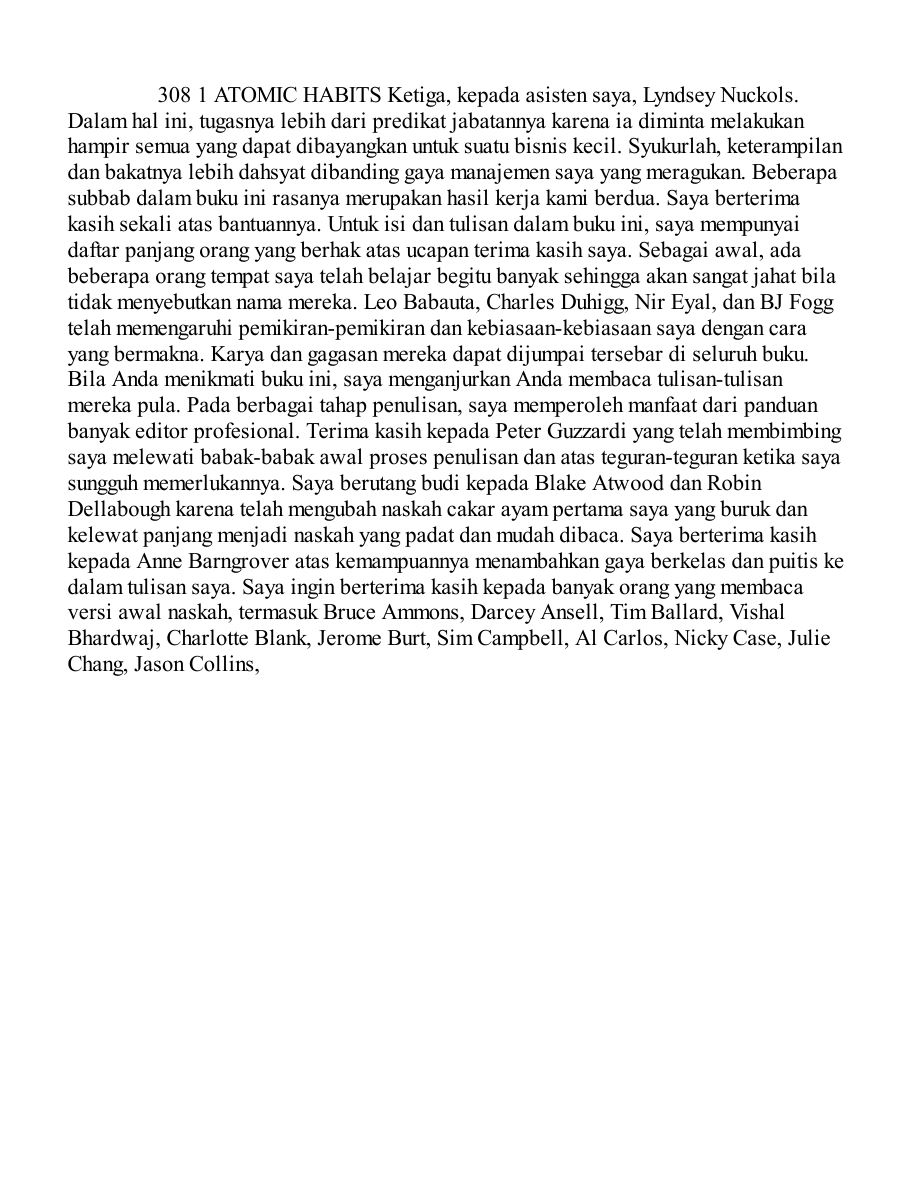 308 1 ATOMIC HABITS Ketiga, kepada asisten saya, Lyndsey Nuckols.
Dalam hal ini, tugasnya lebih dari predikat jabatannya karena ia diminta melakukan
hampir semua yang dapat dibayangkan untuk suatu bisnis kecil. Syukurlah, keterampilan
dan bakatnya lebih dahsyat dibanding gaya manajemen saya yang meragukan. Beberapa
subbab dalam buku ini rasanya merupakan hasil kerja kami berdua. Saya berterima
kasih sekali atas bantuannya. Untuk isi dan tulisan dalam buku ini, saya mempunyai
daftar panjang orang yang berhak atas ucapan terima kasih saya. Sebagai awal, ada
beberapa orang tempat saya telah belajar begitu banyak sehingga akan sangat jahat bila
tidak menyebutkan nama mereka. Leo Babauta, Charles Duhigg, Nir Eyal, dan BJ Fogg
telah memengaruhi pemikiran-pemikiran dan kebiasaan-kebiasaan saya dengan cara
yang bermakna. Karya dan gagasan mereka dapat dijumpai tersebar di seluruh buku.
Bila Anda menikmati buku ini, saya menganjurkan Anda membaca tulisan-tulisan
mereka pula. Pada berbagai tahap penulisan, saya memperoleh manfaat dari panduan
banyak editor profesional. Terima kasih kepada Peter Guzzardi yang telah membimbing
saya melewati babak-babak awal proses penulisan dan atas teguran-teguran ketika saya
sungguh memerlukannya. Saya berutang budi kepada Blake Atwood dan Robin
Dellabough karena telah mengubah naskah cakar ayam pertama saya yang buruk dan
kelewat panjang menjadi naskah yang padat dan mudah dibaca. Saya berterima kasih
kepada Anne Barngrover atas kemampuannya menambahkan gaya berkelas dan puitis ke
dalam tulisan saya. Saya ingin berterima kasih kepada banyak orang yang membaca
versi awal naskah, termasuk Bruce Ammons, Darcey Ansell, Tim Ballard, Vishal
Bhardwaj, Charlotte Blank, Jerome Burt, Sim Campbell, Al Carlos, Nicky Case, Julie
Chang, Jason Collins,